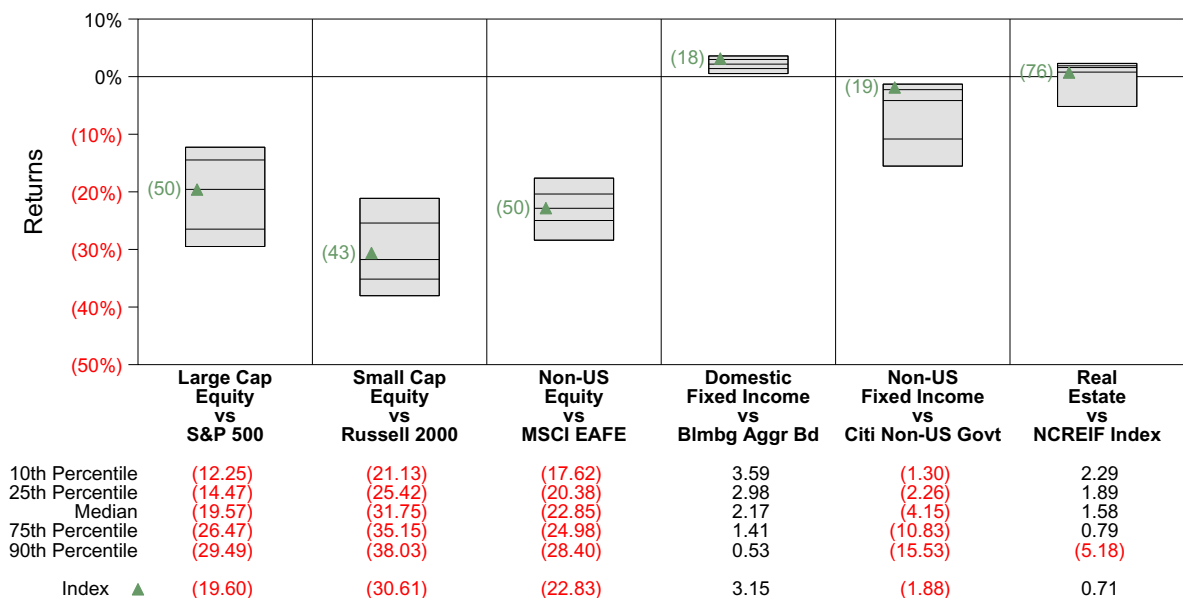 10%
0%
(10%)
(20%)
(30%)
(40%)
(50%)
Returns
(50)
(43)
(50)
(18)
(19)
(76)
Large Cap Small Cap Non-US Domestic Non-US Real
Equity Equity Equity Fixed Income Fixed Income Estate
vs vs vs vs vs vs
S&P 500 Russell 2000 MSCI EAFE Blmbg Aggr Bd Citi Non-US Govt NCREIF Index
10th Percentile (12.25) (21.13) (17.62) 3.59 (1.30) 2.29
25th Percentile (14.47) (25.42) (20.38) 2.98 (2.26) 1.89
Median (19.57) (31.75) (22.85) 2.17 (4.15) 1.58
75th Percentile (26.47) (35.15) (24.98) 1.41 (10.83) 0.79
90th Percentile (29.49) (38.03) (28.40) 0.53 (15.53) (5.18)
Index (19.60) (30.61) (22.83) 3.15 (1.88) 0.71